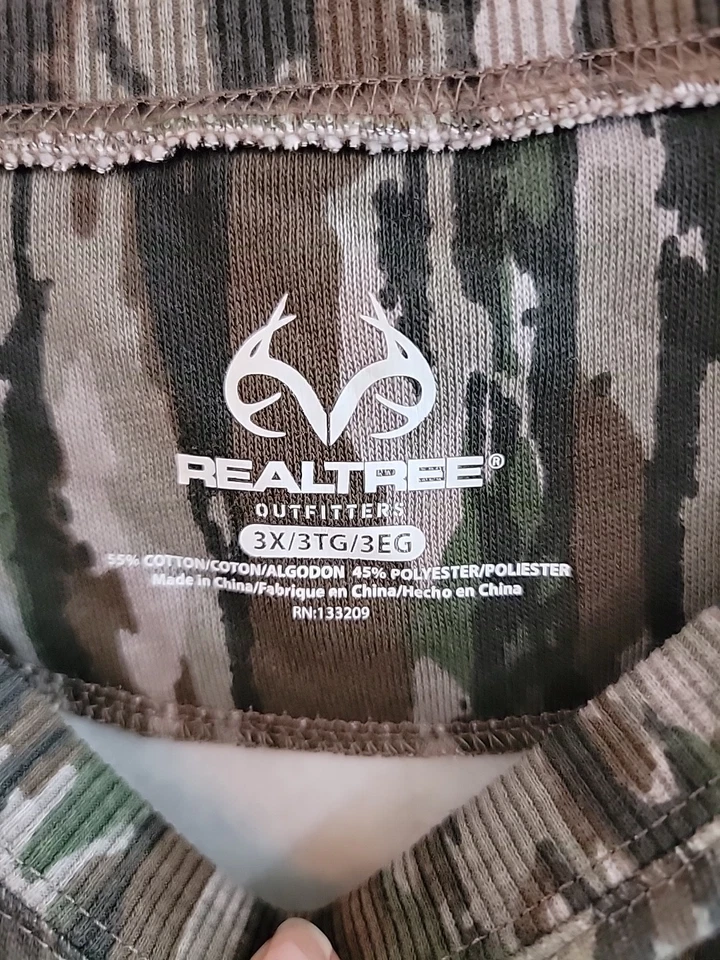 REALTREE®
OUTFITTERS
3X/3TG/3EG
55% COTTON/COTON/ALGODON 45% POLYESTER/POLIESTER
Made in China/Fabrique en China/Hecho en China
RN:133209